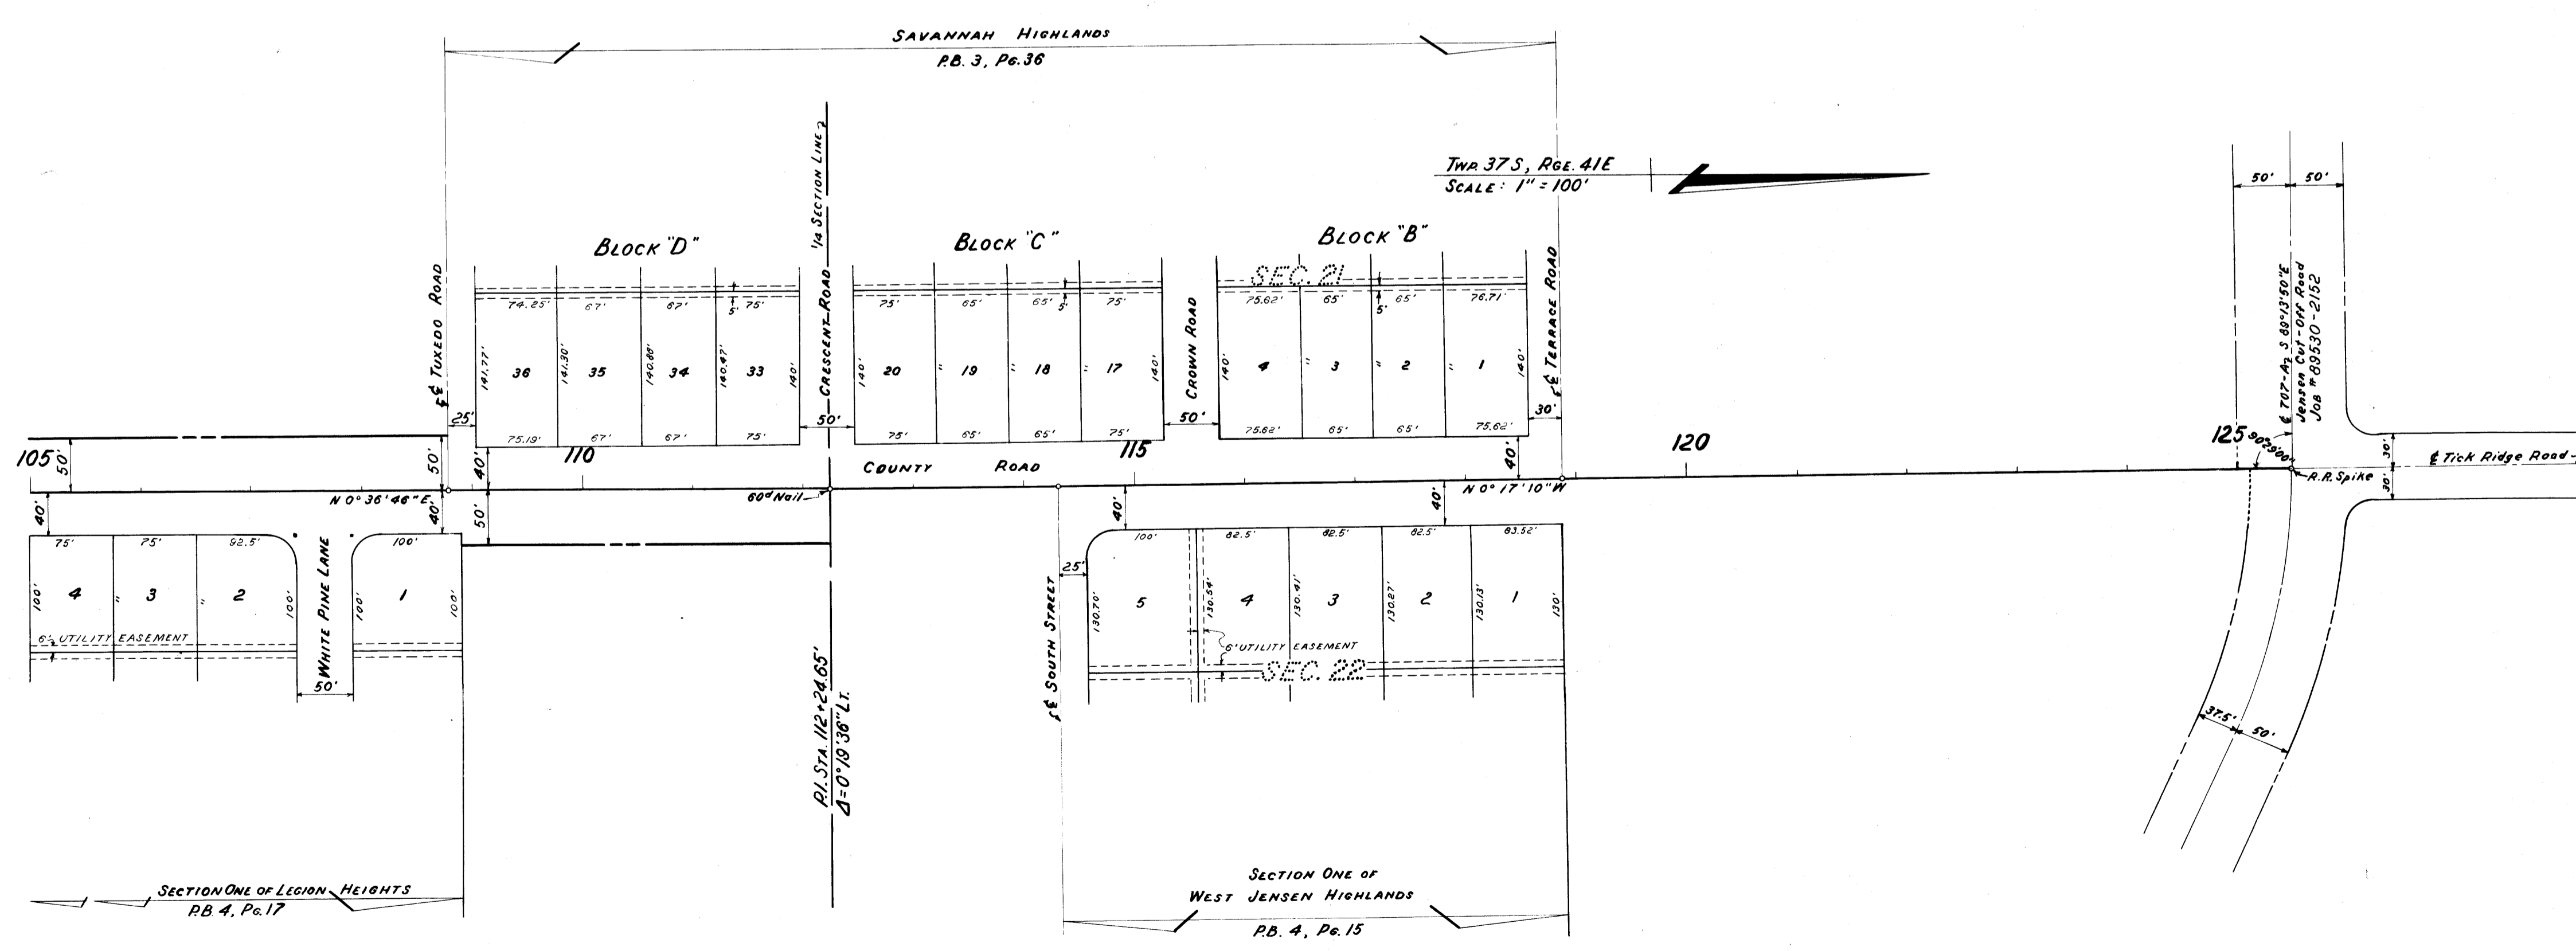 SAVANNAH HIGHLANDS
P.B. 3, PG. 36
TWP. 37 S, RGE. 41 E
SCALE: 1" = 100'
50' 50'
¼ SECTION LINE
BLOCK "D"
BLOCK "C"
BLOCK "B"
SEC. 21
℄ TUXEDO ROAD
CRESCENT ROAD
CROWN ROAD
℄ TERRACE ROAD
℄ 707-A S 89°13'50"E
Jensen Cut-Off Road
JOB # 89530-2152
74.25' 67' 67' 5' 75'
75' 65' 65' 5' 75'
75.62' 65' 5' 65' 76.71'
141.77' 36 141.30' 35 140.88' 34 140.47' 33 140'
140' 20 " 19 " 18 " 17 140'
140' 4 " 3 " 2 " 1 140'
25' 50' 50' 30'
75.19' 67' 67' 75'
75' 65' 65' 75'
75.62' 65' 65' 75.62'
105 50' 50' 40' 110 115 40' 120 125 90°29'00"
COUNTY ROAD
30' 30'
℄ Tick Ridge Road
R.R. Spike
N 0° 36' 46" E
60d Nail
N 0° 17' 10" W
40' 40' 50' 40' 40'
75' 75' 92.5' 100'
100' 82.5' 82.5' 82.5' 83.52'
25'
100' 4 " 3 " 2 100' 100' 1 100'
WHITE PINE LANE
50'
6' UTILITY EASEMENT
℄ SOUTH STREET
130.70' 5 130.54' 4 130.41' 3 130.27' 2 130.13' 1 130'
6' UTILITY EASEMENT
SEC. 22
P.I. STA. 112+24.65'
Δ=0°19'36" LT.
37.5' 50'
SECTION ONE OF LEGION HEIGHTS
P.B. 4, PG. 17
SECTION ONE OF
WEST JENSEN HIGHLANDS
P.B. 4, PG. 15